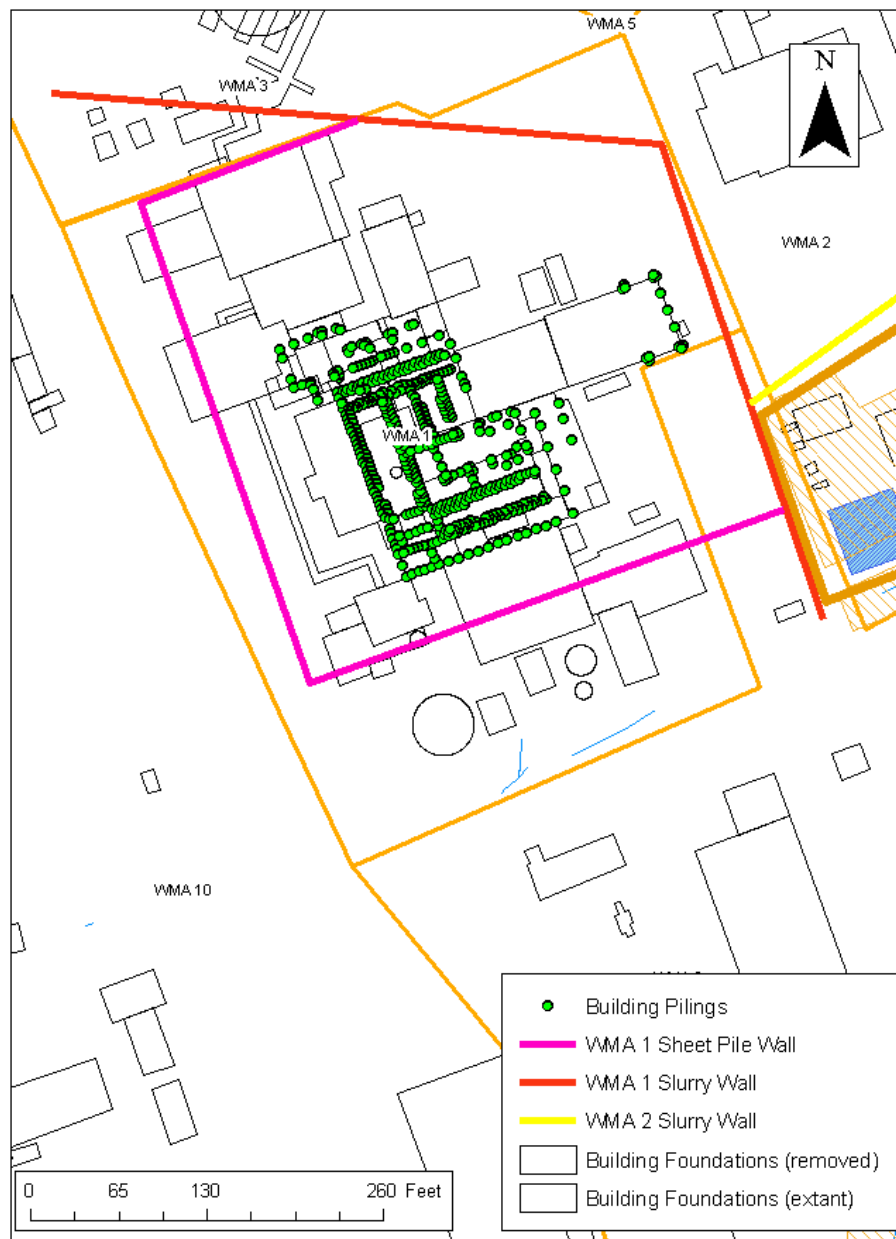 WMA 5
N
WMA 3
WMA 2
WMA 1
WMA 10
Building Pilings
WMA 1 Sheet Pile Wall
WMA 1 Slurry Wall
WMA 2 Slurry Wall
Building Foundations (removed)
Building Foundations (extant)
0 65 130 260 Feet